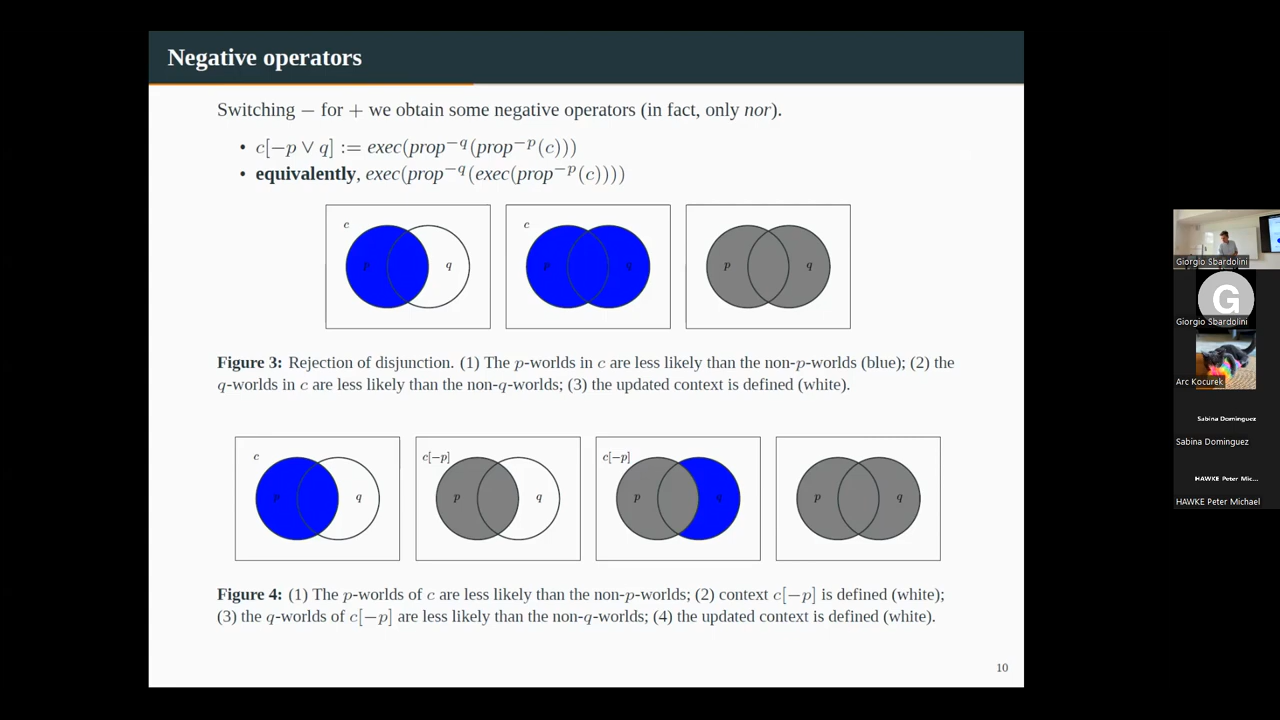 Negative operators
Switching − for + we obtain some negative operators (in fact, only nor).
• c[−p ∨ q] := exec(prop⁻q(prop⁻p(c)))
• equivalently, exec(prop⁻q(exec(prop⁻p(c))))
c p q c p q p q
Figure 3: Rejection of disjunction. (1) The p-worlds in c are less likely than the non-p-worlds (blue); (2) the
q-worlds in c are less likely than the non-q-worlds; (3) the updated context is defined (white).
c p q c[−p] p q c[−p] p q p q
Figure 4: (1) The p-worlds of c are less likely than the non-p-worlds; (2) context c[−p] is defined (white);
(3) the q-worlds of c[−p] are less likely than the non-q-worlds; (4) the updated context is defined (white).
10
Giorgio Sbardolini
G
Giorgio Sbardolini
Arc Kocurek
Sabina Dominguez
Sabina Dominguez
HAWKE Peter Mic...
HAWKE Peter Michael